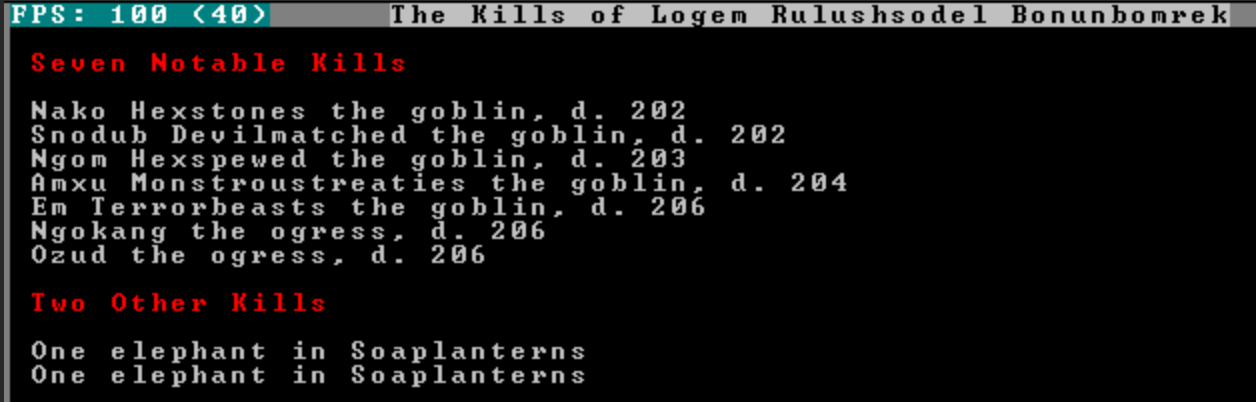 FPS: 100 (40) The Kills of Logem Rulushsodel Bonunbomrek
Seven Notable Kills
Nako Hexstones the goblin, d. 202
Snodub Devilmatched the goblin, d. 202
Ngom Hexspewed the goblin, d. 203
Amxu Monstroustreaties the goblin, d. 204
Em Terrorbeasts the goblin, d. 206
Ngokang the ogress, d. 206
Ozud the ogress, d. 206
Two Other Kills
One elephant in Soaplanterns
One elephant in Soaplanterns